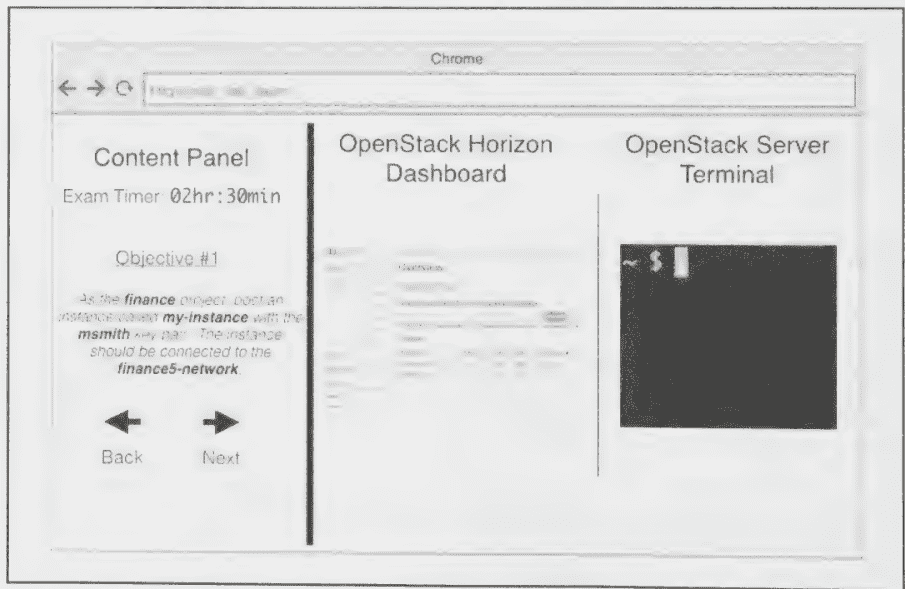 Chrome
Content Panel
Exam Timer: 02hr:30min
Objective #1
As the finance project, boot an
instance called my-instance with the
msmith key pair. The instance
should be connected to the
finance5-network.
Back
Next
OpenStack Horizon
Dashboard
Overview
OpenStack Server
Terminal
~ $